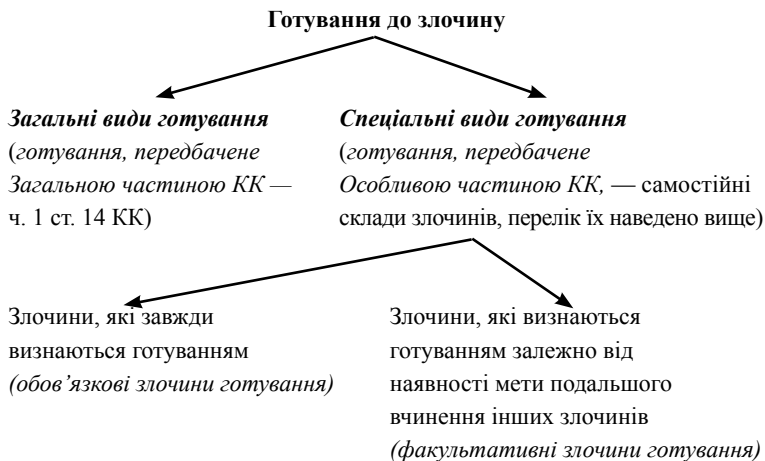 Готування до злочину
Загальні види готування
(готування, передбачене
Загальною частиною КК —
ч. 1 ст. 14 КК)
Спеціальні види готування
(готування, передбачене
Особливою частиною КК, — самостійні
склади злочинів, перелік їх наведено вище)
Злочини, які завжди
визнаються готуванням
(обов’язкові злочини готування)
Злочини, які визнаються
готуванням залежно від
наявності мети подальшого
вчинення інших злочинів
(факультативні злочини готування)